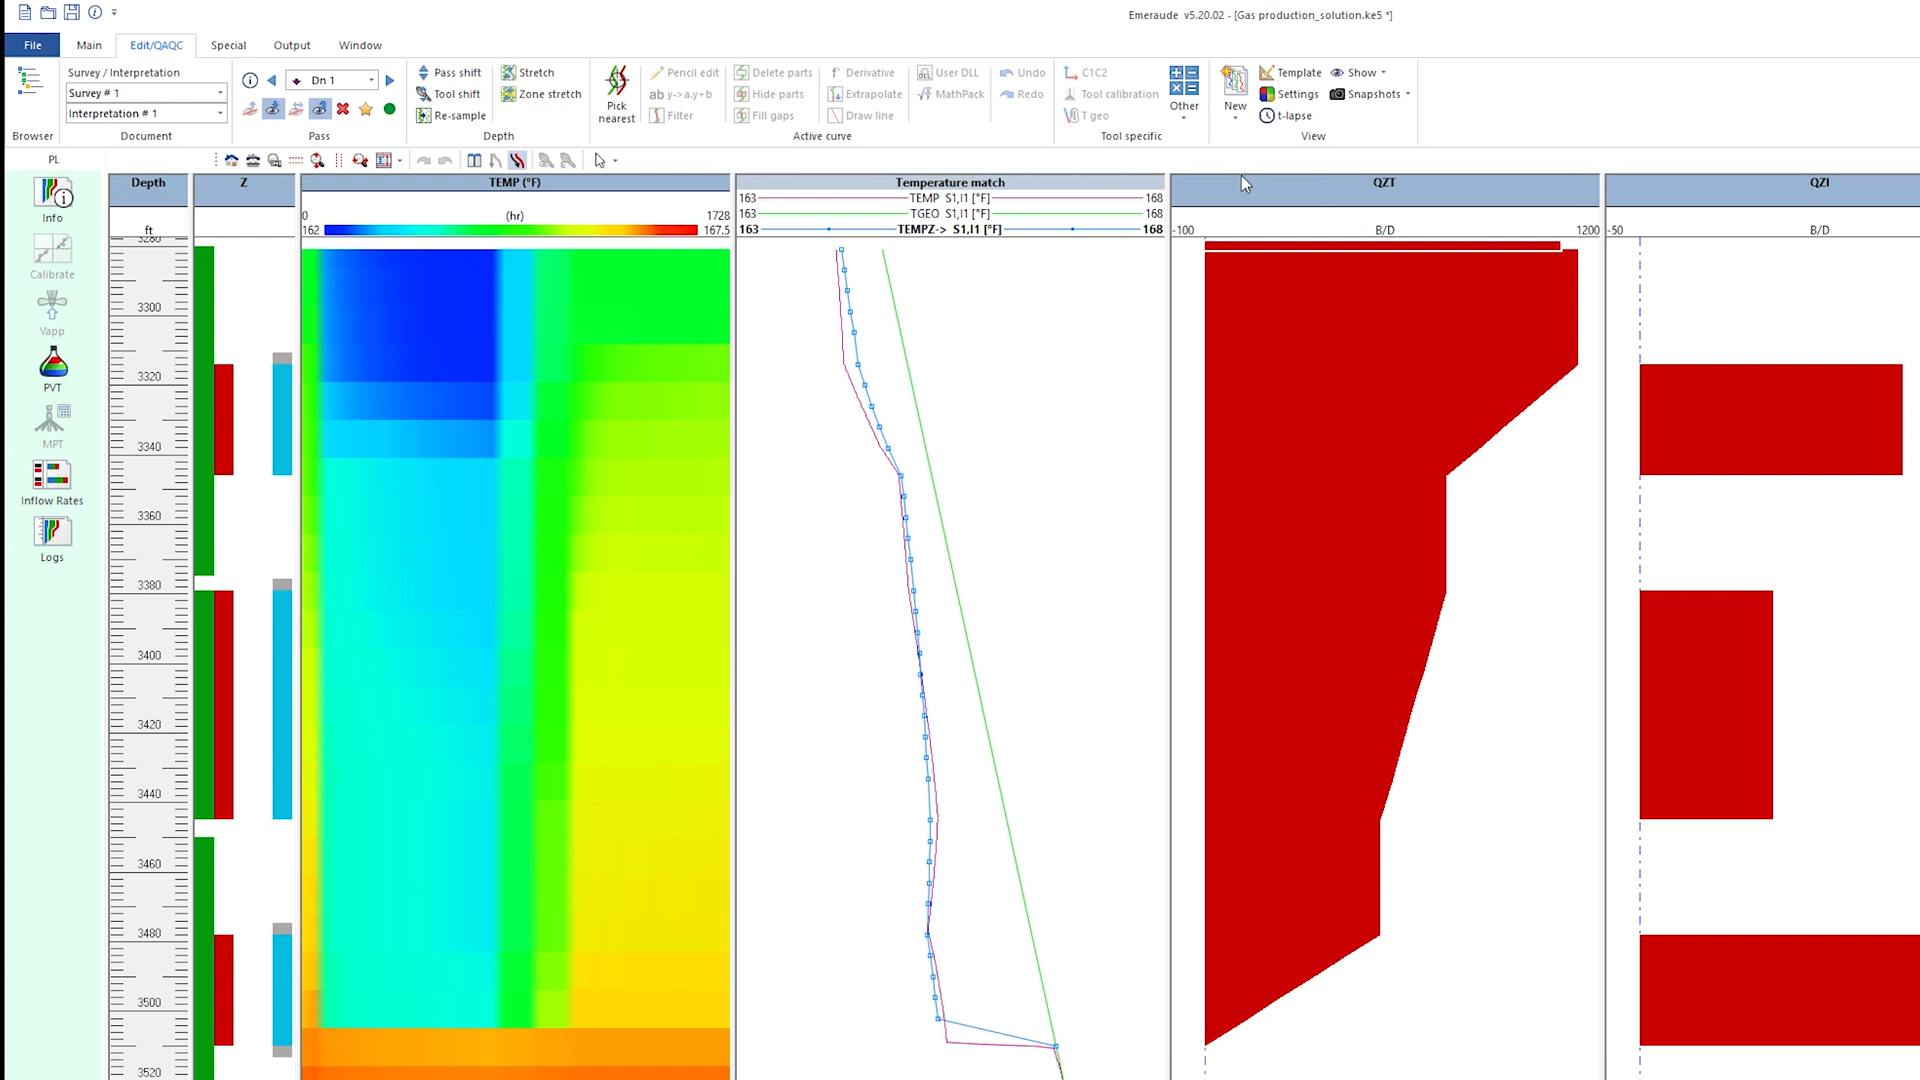 Emeraude v5.20.02 - [Gas production_solution.ke5 *]
File Main Edit/QAQC Special Output Window
Survey / Interpretation
Survey # 1
Interpretation # 1
Browser
Document
Dn 1
Pass
Pass shift
Tool shift
Re-sample
Stretch
Zone stretch
Depth
Pick
nearest
Pencil edit
ab y->a.y+b
Filter
Delete parts
Hide parts
Fill gaps
f' Derivative
Extrapolate
Draw line
User DLL
MathPack
Undo
Redo
Active curve
C1C2
Tool calibration
T geo
Other
Tool specific
New
Template
Settings
t-lapse
Show
Snapshots
View
PL
Info
Calibrate
Vapp
PVT
MPT
Inflow Rates
Logs
Depth
ft
3280
3300
3320
3340
3360
3380
3400
3420
3440
3460
3480
3500
3520
Z
TEMP (°F)
0 (hr) 1728
162 167.5
Temperature match
163 TEMP S1,I1 [°F] 168
163 TGEO S1,I1 [°F] 168
163 TEMPZ-> S1,I1 [°F] 168
QZT
-100 B/D 1200
QZI
-50 B/D